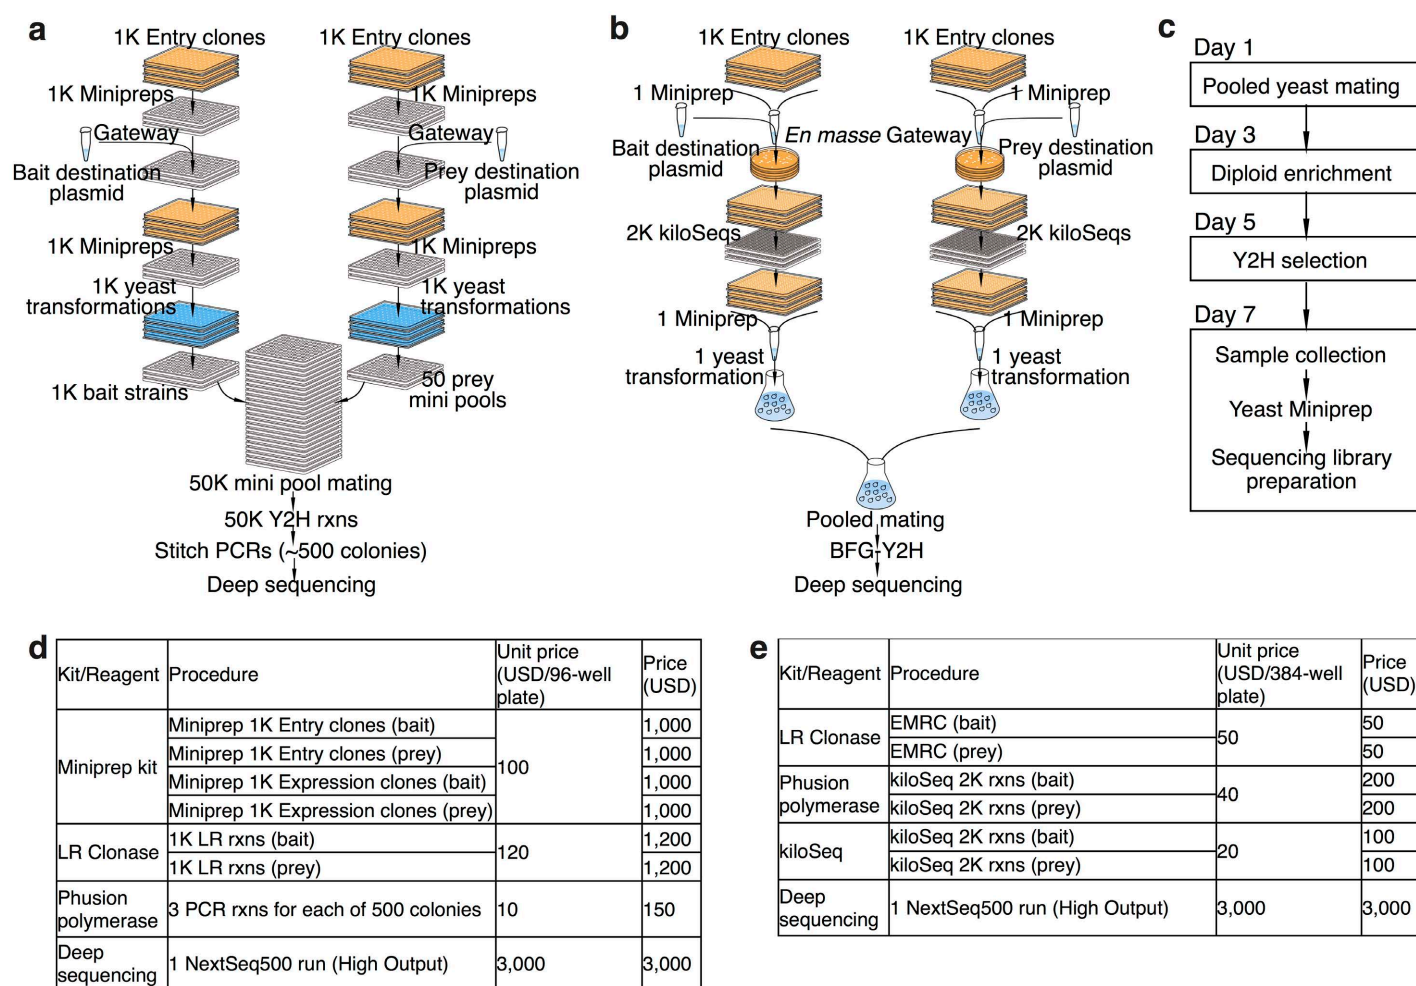 a
1K Entry clones
1K Entry clones
1K Minipreps
1K Minipreps
Gateway
Gateway
Bait destination
plasmid
Prey destination
plasmid
1K Minipreps
1K Minipreps
1K yeast
transformations
1K yeast
transformations
1K bait strains
50 prey
mini pools
50K mini pool mating
50K Y2H rxns
Stitch PCRs (~500 colonies)
Deep sequencing
b
1K Entry clones
1K Entry clones
1 Miniprep
1 Miniprep
En masse Gateway
Bait destination
plasmid
Prey destination
plasmid
2K kiloSeqs
2K kiloSeqs
1 Miniprep
1 Miniprep
1 yeast
transformation
1 yeast
transformation
Pooled mating
BFG-Y2H
Deep sequencing
c
Day 1
Pooled yeast mating
Day 3
Diploid enrichment
Day 5
Y2H selection
Day 7
Sample collection
Yeast Miniprep
Sequencing library
preparation
d
Kit/Reagent Procedure Unit price (USD/96-well plate) Price (USD)
Miniprep kit Miniprep 1K Entry clones (bait) 100 1,000
Miniprep 1K Entry clones (prey) 1,000
Miniprep 1K Expression clones (bait) 1,000
Miniprep 1K Expression clones (prey) 1,000
LR Clonase 1K LR rxns (bait) 120 1,200
1K LR rxns (prey) 1,200
Phusion polymerase 3 PCR rxns for each of 500 colonies 10 150
Deep sequencing 1 NextSeq500 run (High Output) 3,000 3,000
e
Kit/Reagent Procedure Unit price (USD/384-well plate) Price (USD)
LR Clonase EMRC (bait) 50 50
EMRC (prey) 50
Phusion polymerase kiloSeq 2K rxns (bait) 40 200
kiloSeq 2K rxns (prey) 200
kiloSeq kiloSeq 2K rxns (bait) 20 100
kiloSeq 2K rxns (prey) 100
Deep sequencing 1 NextSeq500 run (High Output) 3,000 3,000